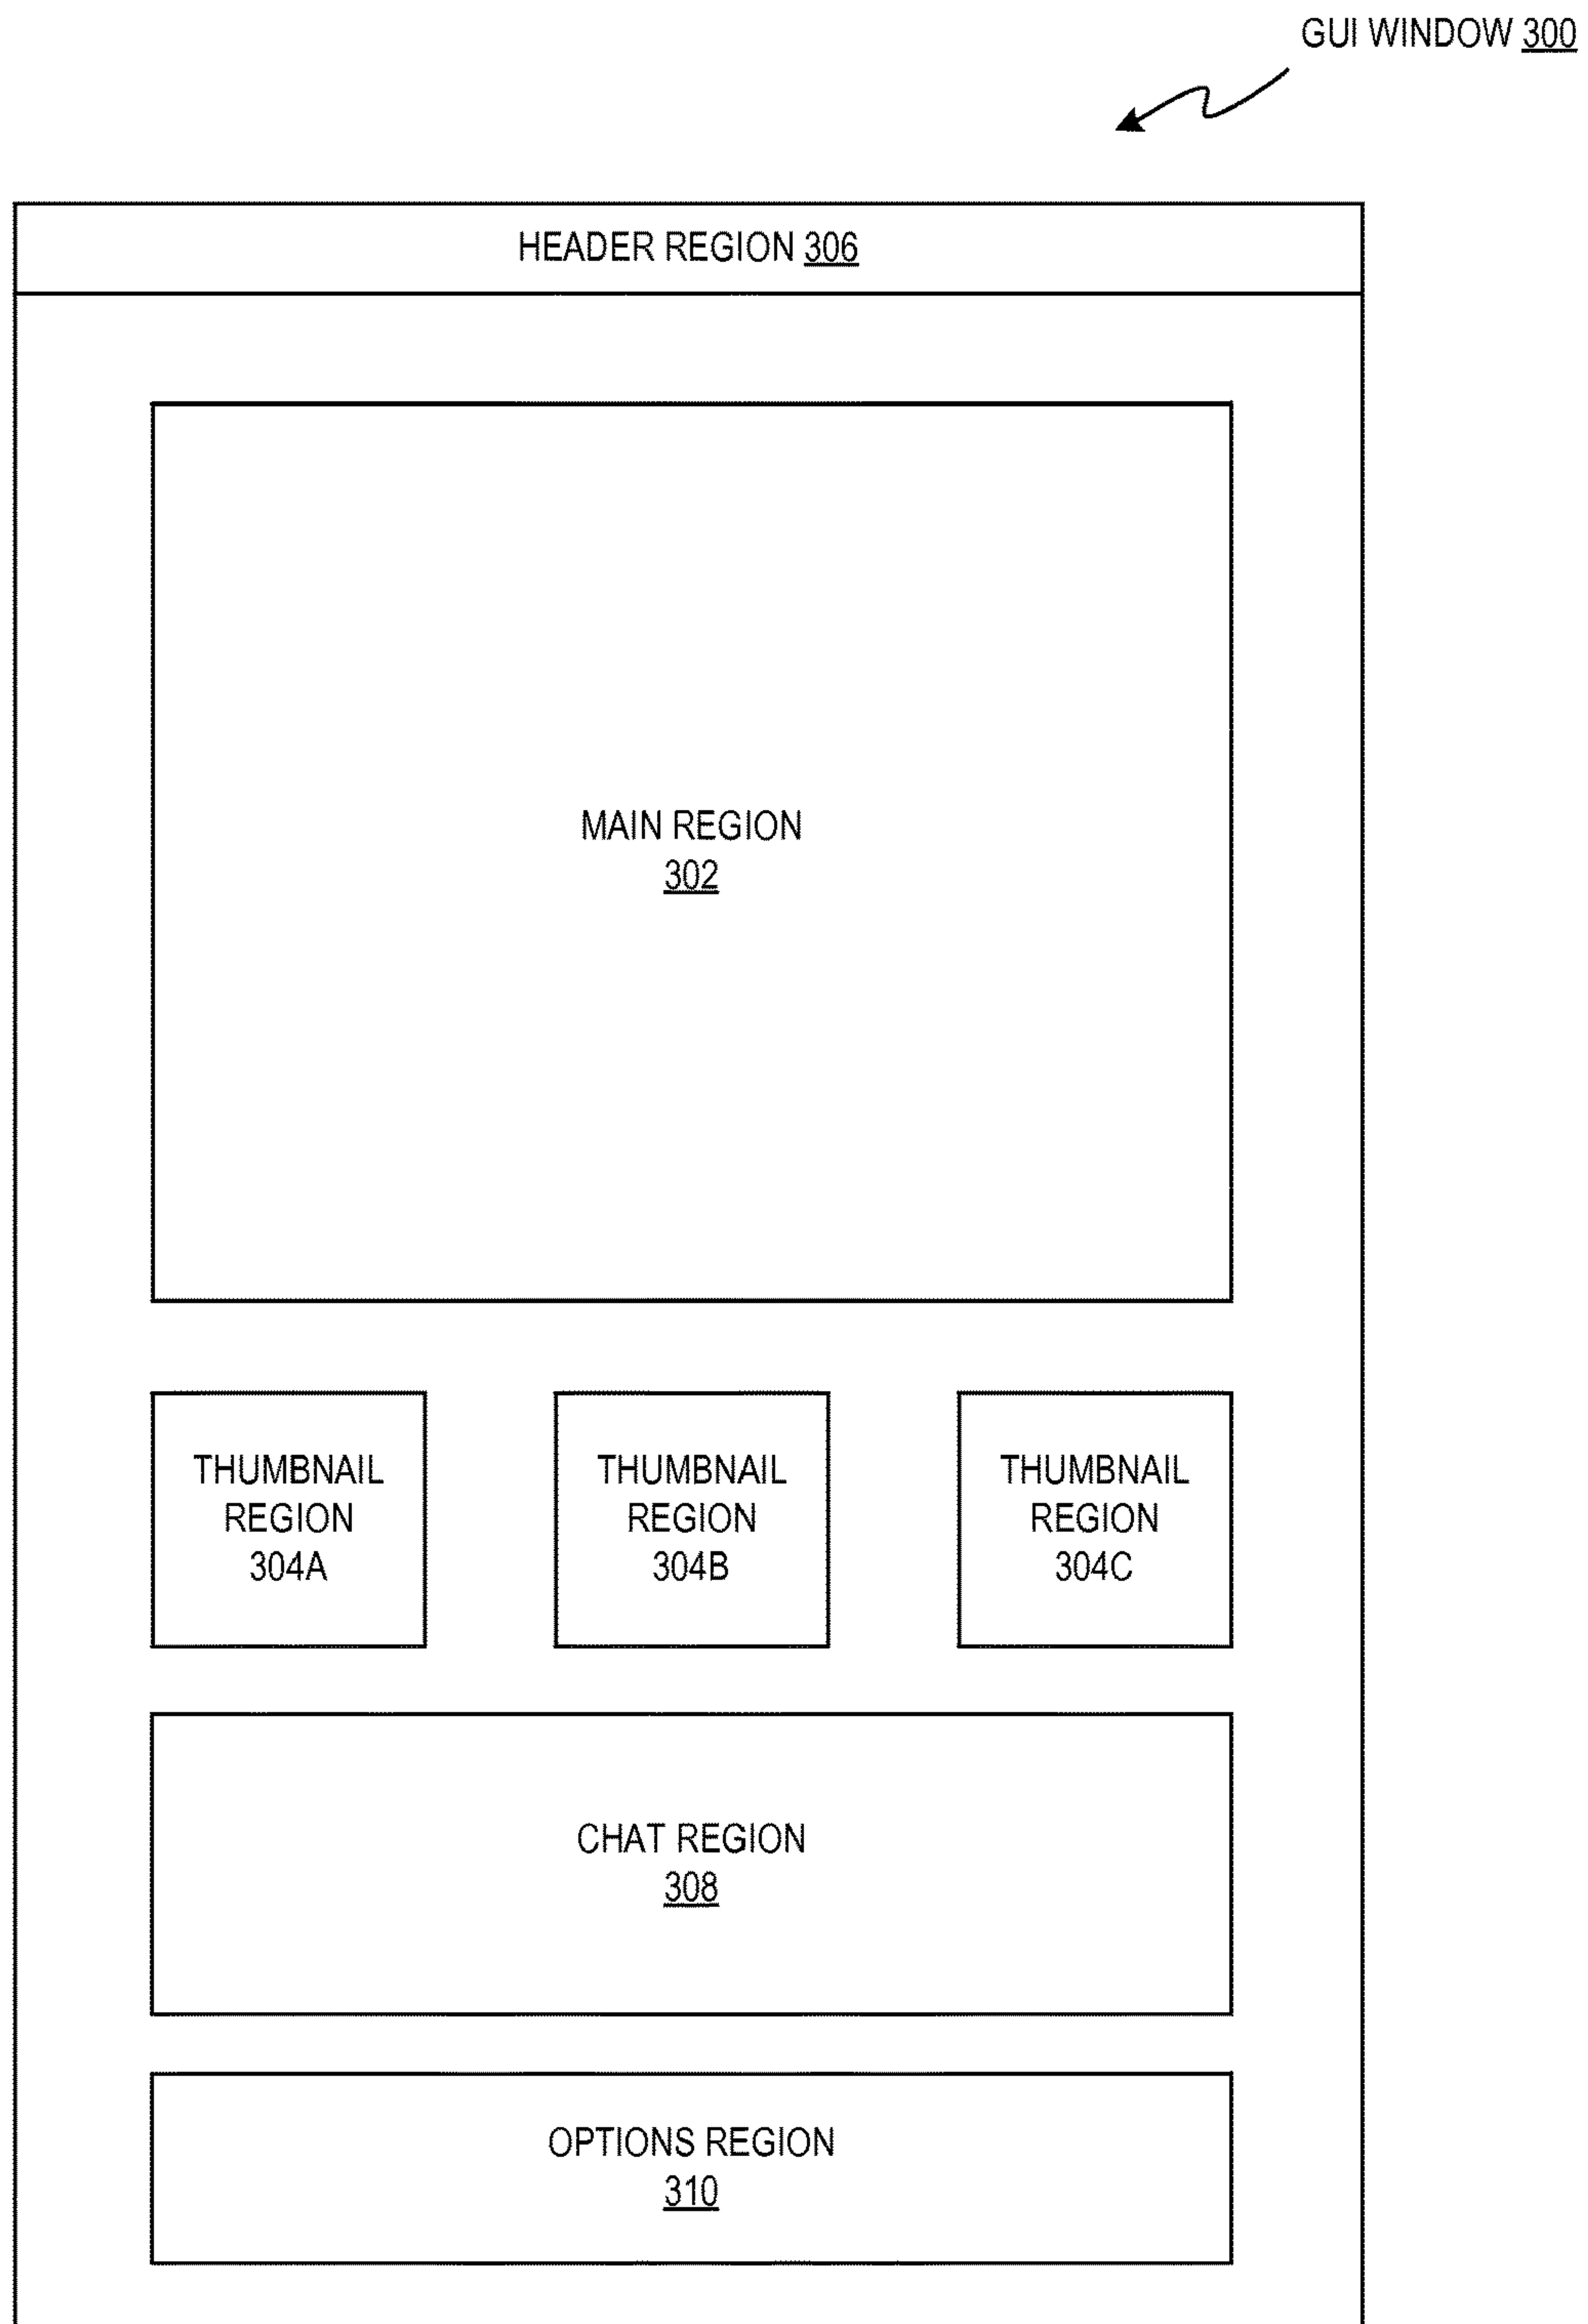 GUI WINDOW 300
HEADER REGION 306
MAIN REGION
302
THUMBNAIL
REGION
304A
THUMBNAIL
REGION
304B
THUMBNAIL
REGION
304C
CHAT REGION
308
OPTIONS REGION
310